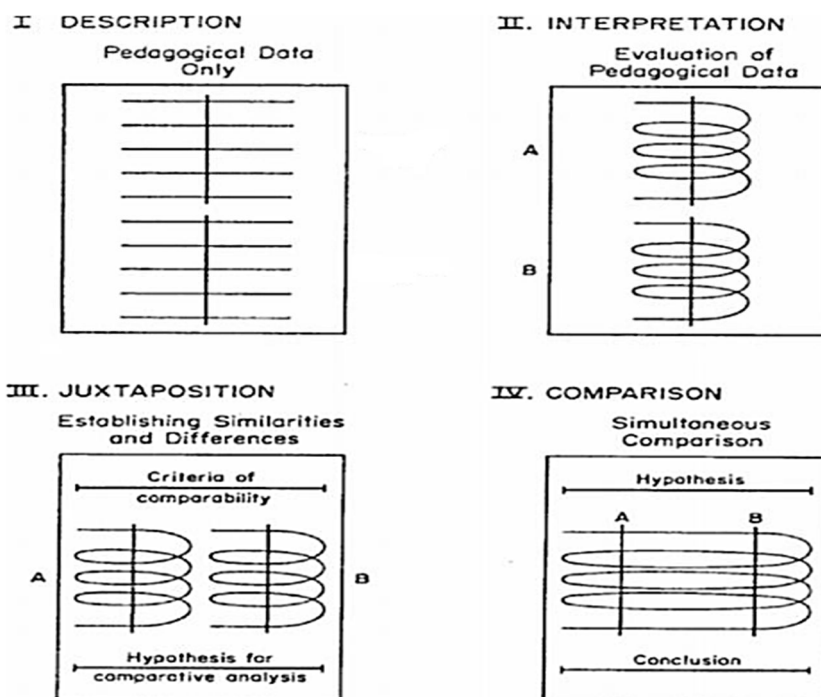 I DESCRIPTION
Pedagogical Data
Only
II. INTERPRETATION
Evaluation of
Pedagogical Data
A
B
III. JUXTAPOSITION
Establishing Similarities
and Differences
Criteria of
comparability
A
B
Hypothesis for
comparative analysis
IV. COMPARISON
Simultaneous
Comparison
Hypothesis
A B
Conclusion